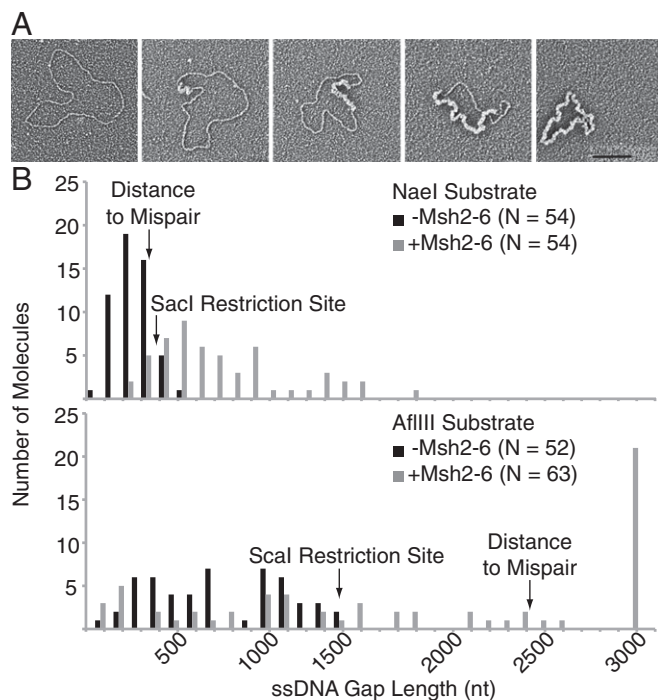 A
B
25
20
15
10
5
Number of Molecules
Distance
to Mispair
SacI Restriction Site
NaeI Substrate
-Msh2-6 (N = 54)
+Msh2-6 (N = 54)
25
20
15
10
5
AflIII Substrate
-Msh2-6 (N = 52)
+Msh2-6 (N = 63)
ScaI Restriction Site
Distance
to Mispair
500
1000
1500
2000
2500
3000
ssDNA Gap Length (nt)